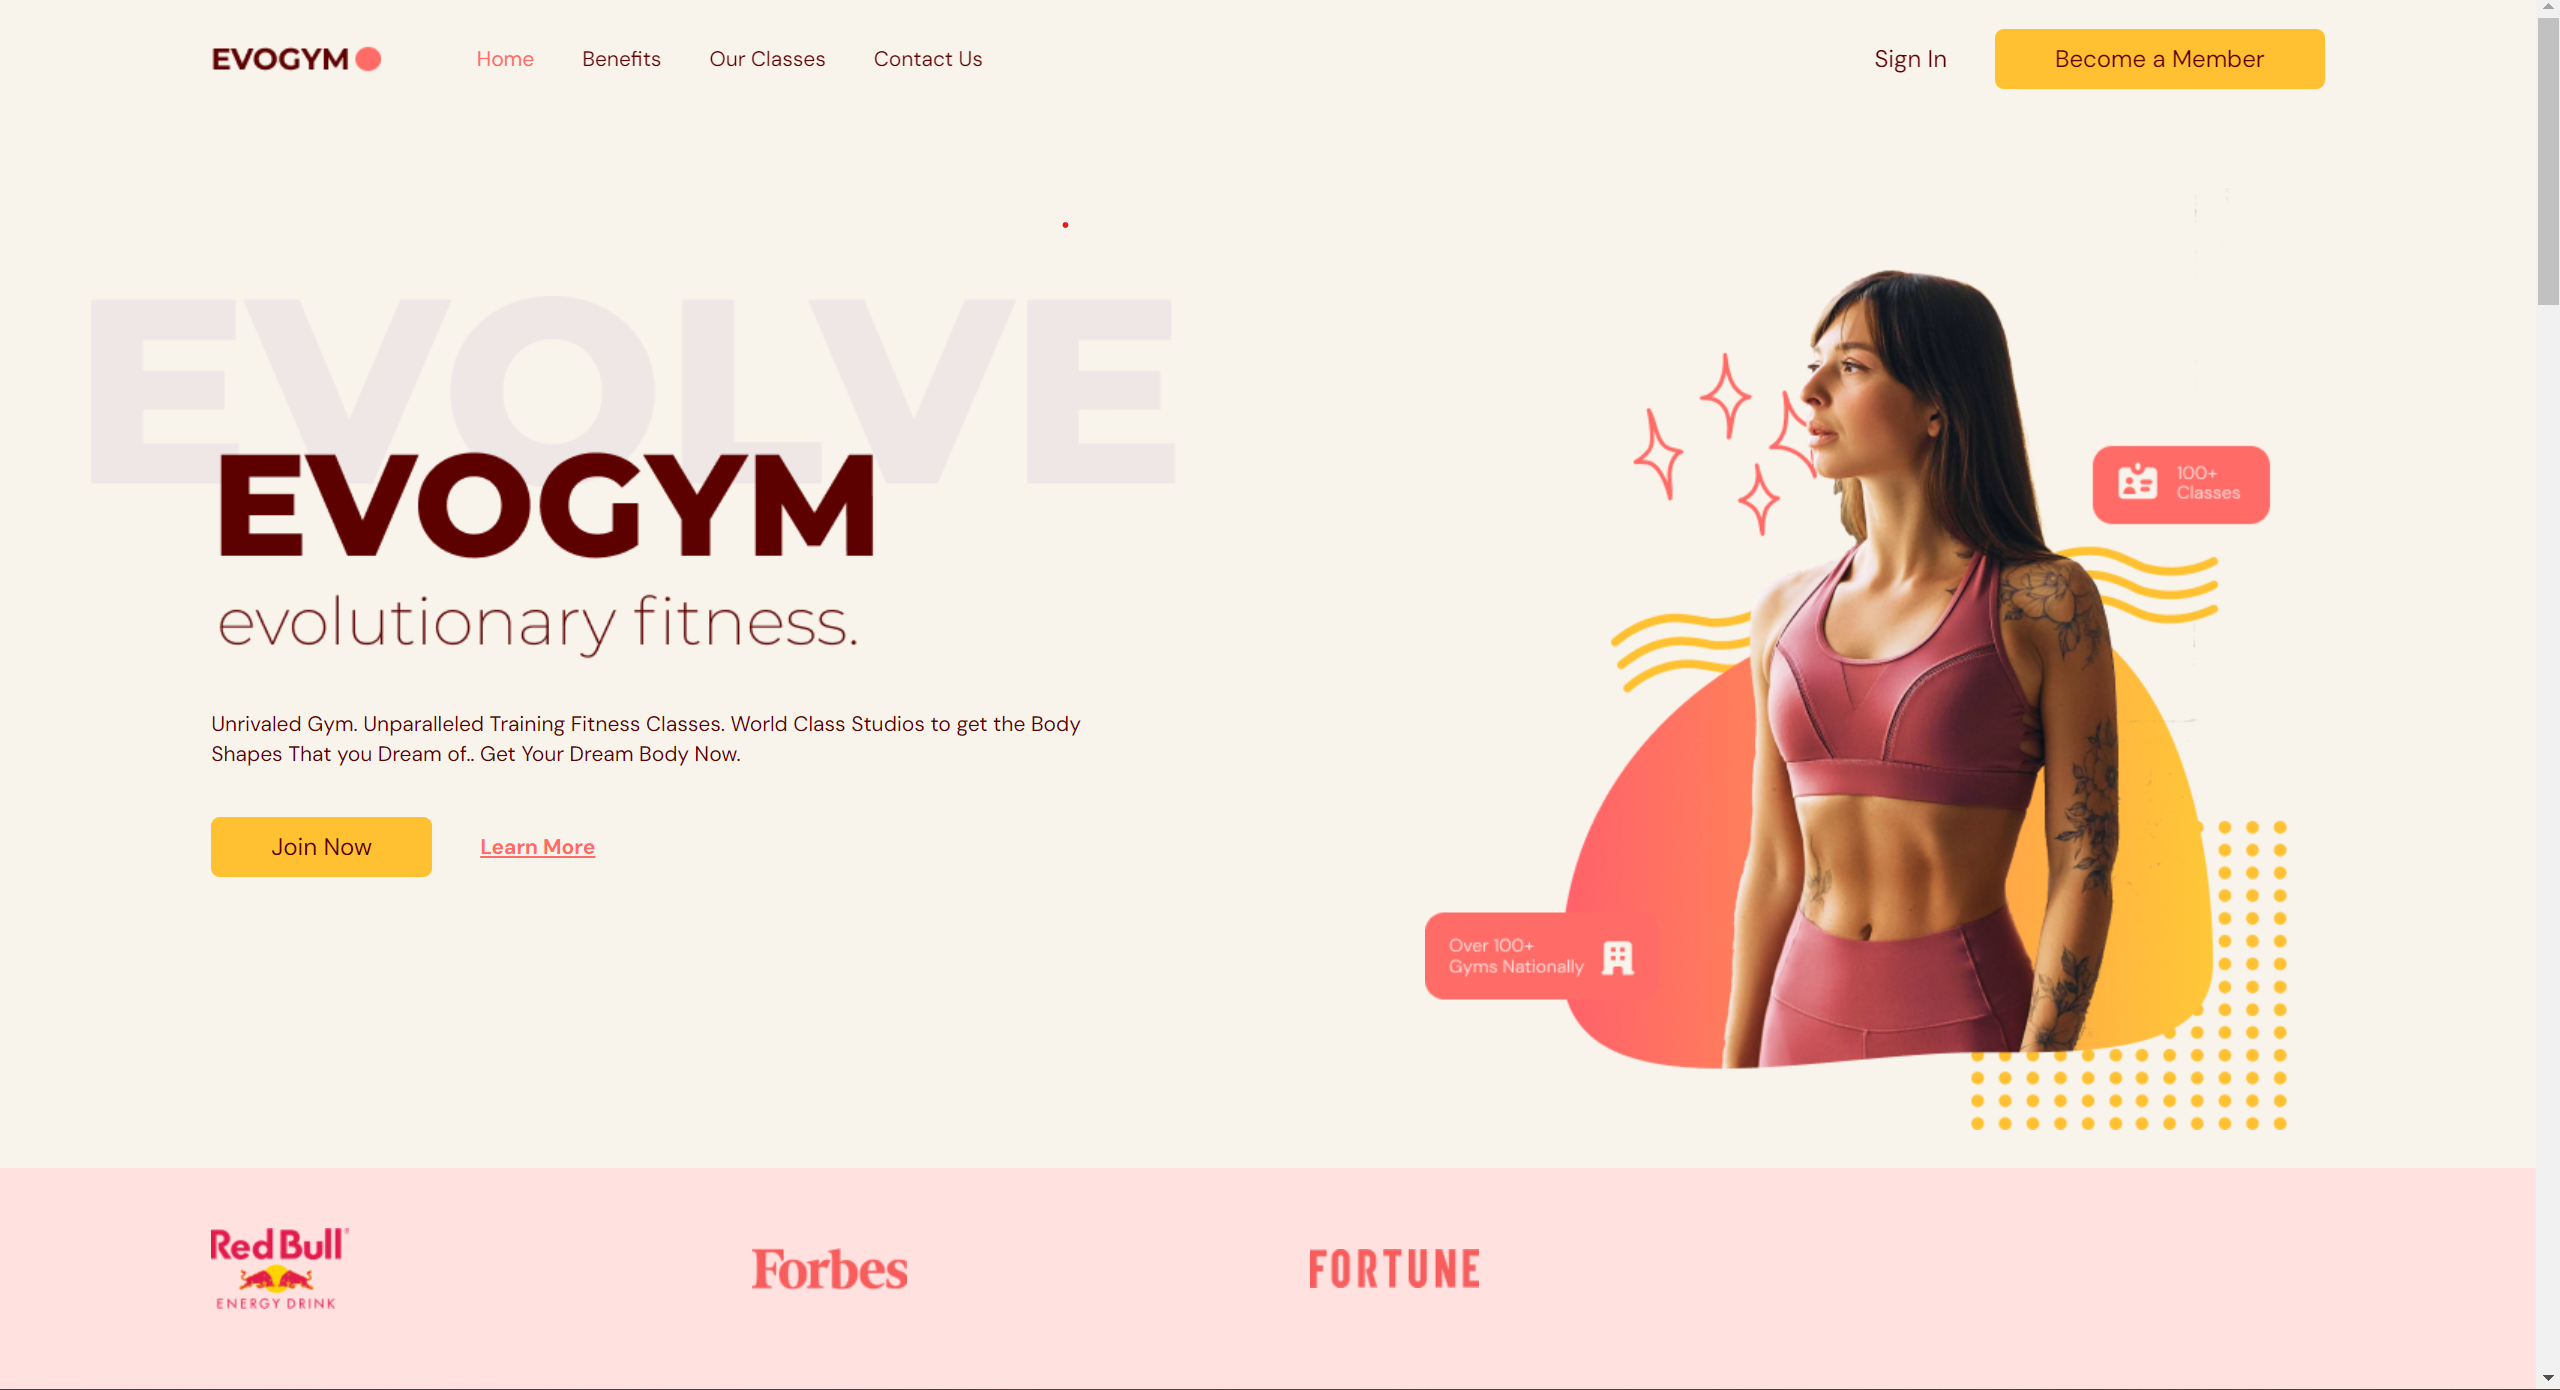 EVOGYM
Home
Benefits
Our Classes
Contact Us
Sign In
Become a Member
EVOLVE
EVOGYM
evolutionary fitness.
Unrivaled Gym. Unparalleled Training Fitness Classes. World Class Studios to get the Body
Shapes That you Dream of.. Get Your Dream Body Now.
Join Now
Learn More
100+
Classes
Over 100+
Gyms Nationally
Red Bull
ENERGY DRINK
Forbes
FORTUNE